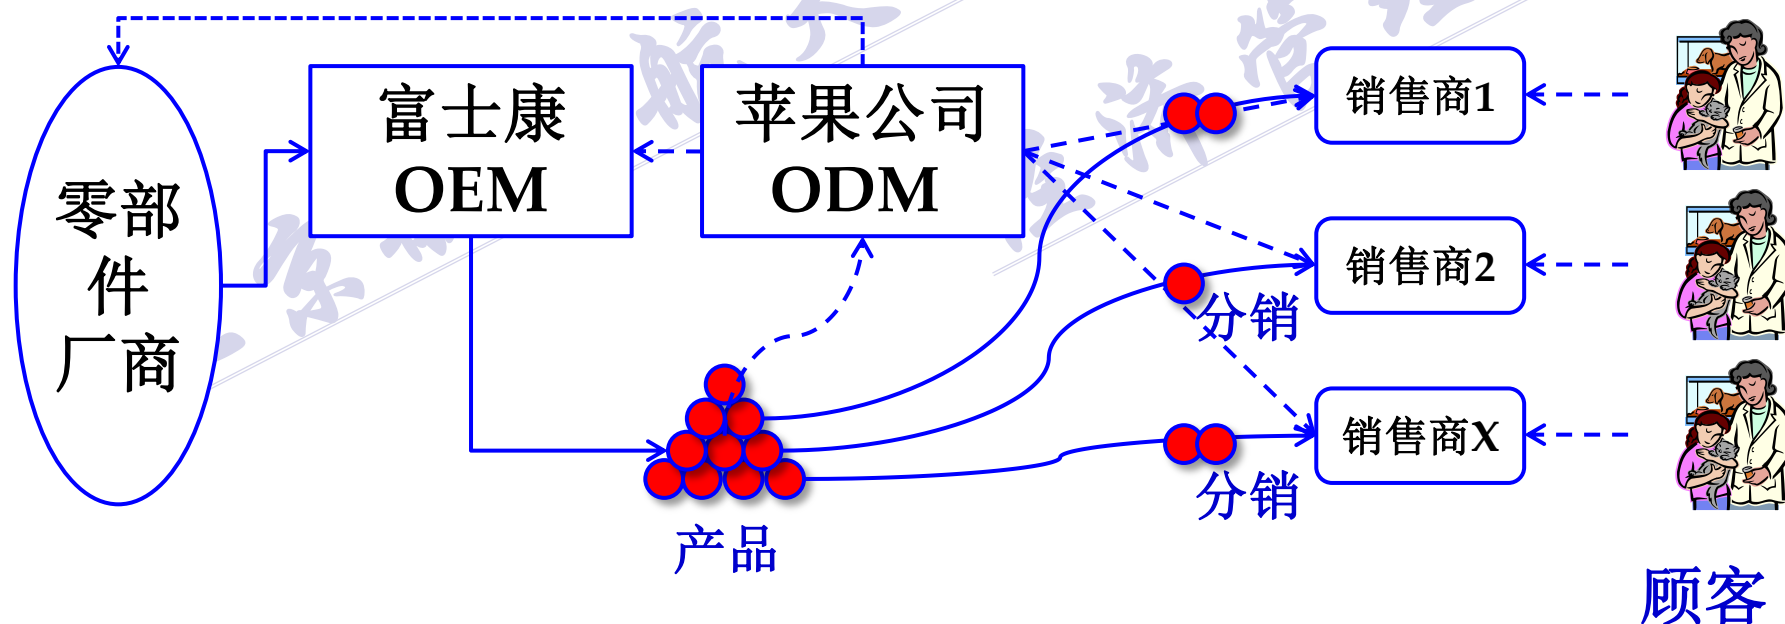 零部
件
厂商
富士康
OEM
苹果公司
ODM
销售商1
销售商2
销售商X
分销
分销
产品
顾客